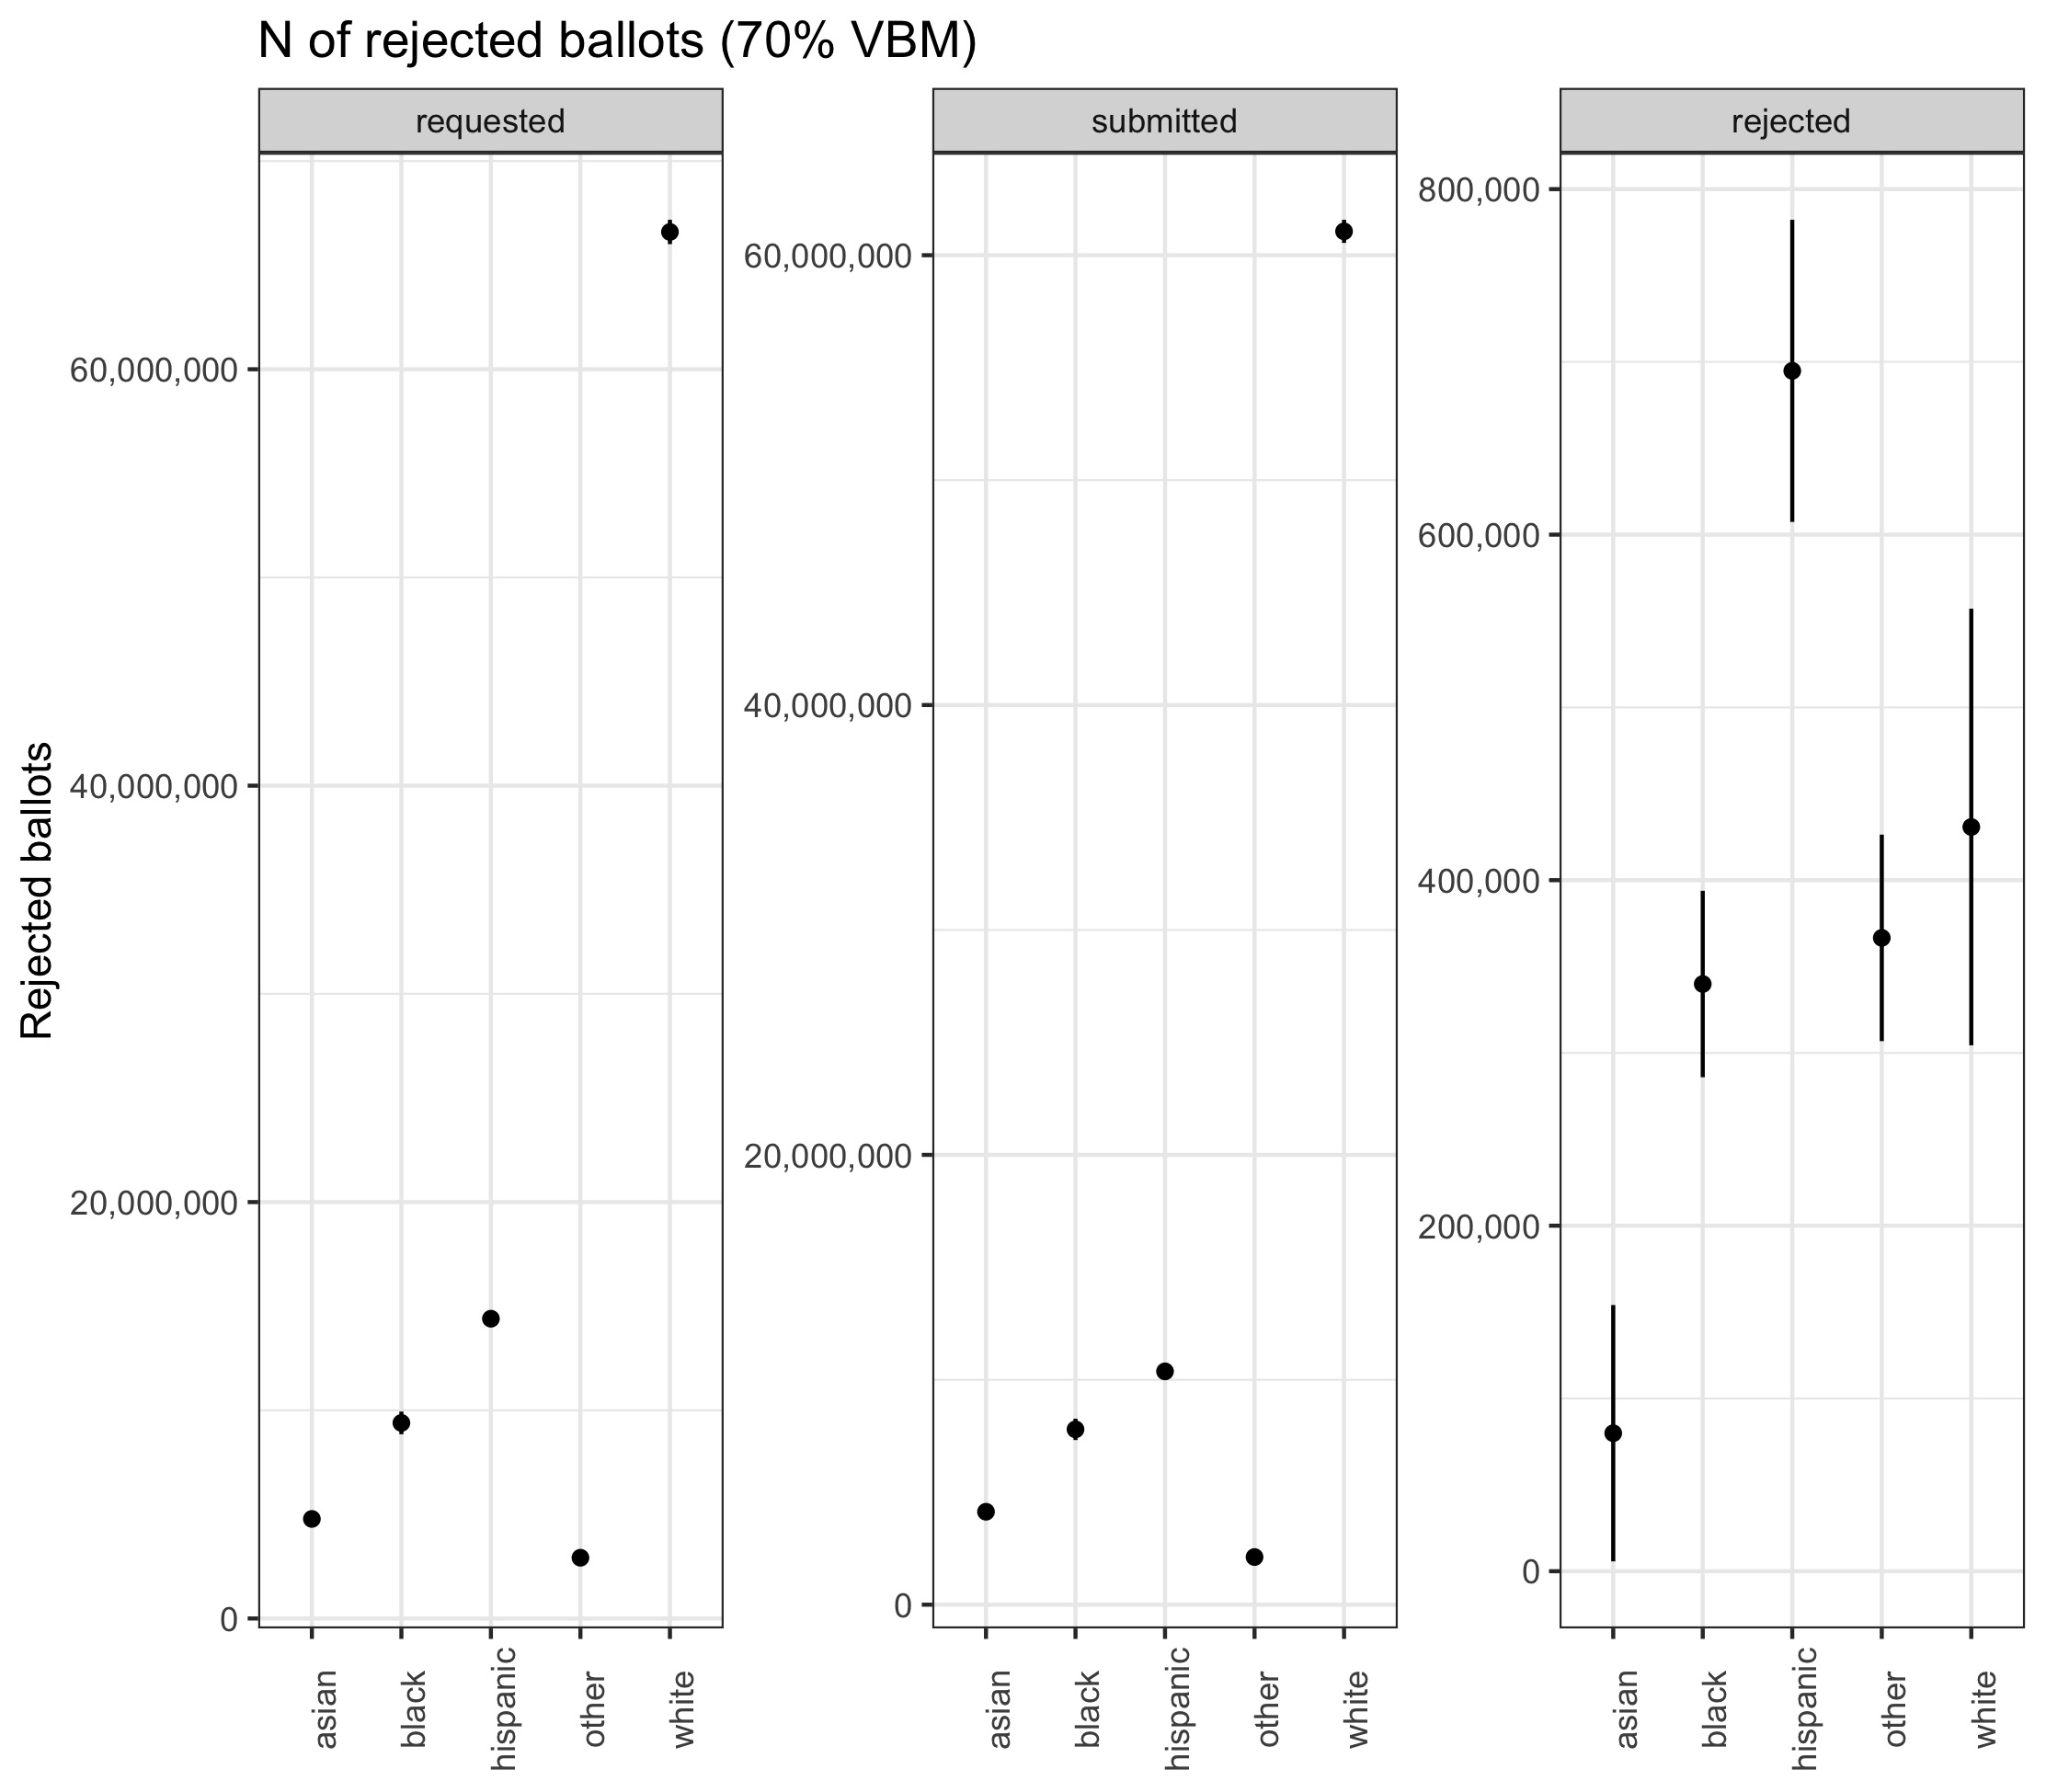 N of rejected ballots (70% VBM)
Rejected ballots
requested
60,000,000
40,000,000
20,000,000
0
asian
black
hispanic
other
white
submitted
60,000,000
40,000,000
20,000,000
0
asian
black
hispanic
other
white
rejected
800,000
600,000
400,000
200,000
0
asian
black
hispanic
other
white